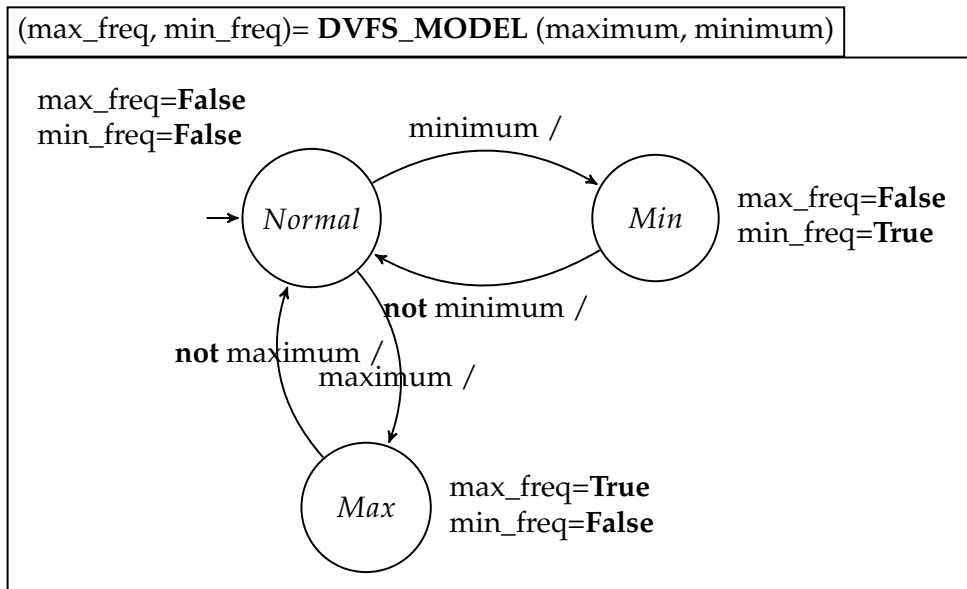 (max_freq, min_freq)= DVFS_MODEL (maximum, minimum)
max_freq=False
min_freq=False
minimum /
Normal
Min
max_freq=False
min_freq=True
not minimum /
not maximum /
maximum /
Max
max_freq=True
min_freq=False